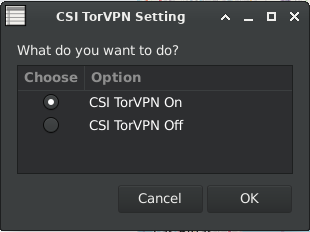 CSI TorVPN Setting
What do you want to do?
Choose Option
CSI TorVPN On
CSI TorVPN Off
Cancel OK